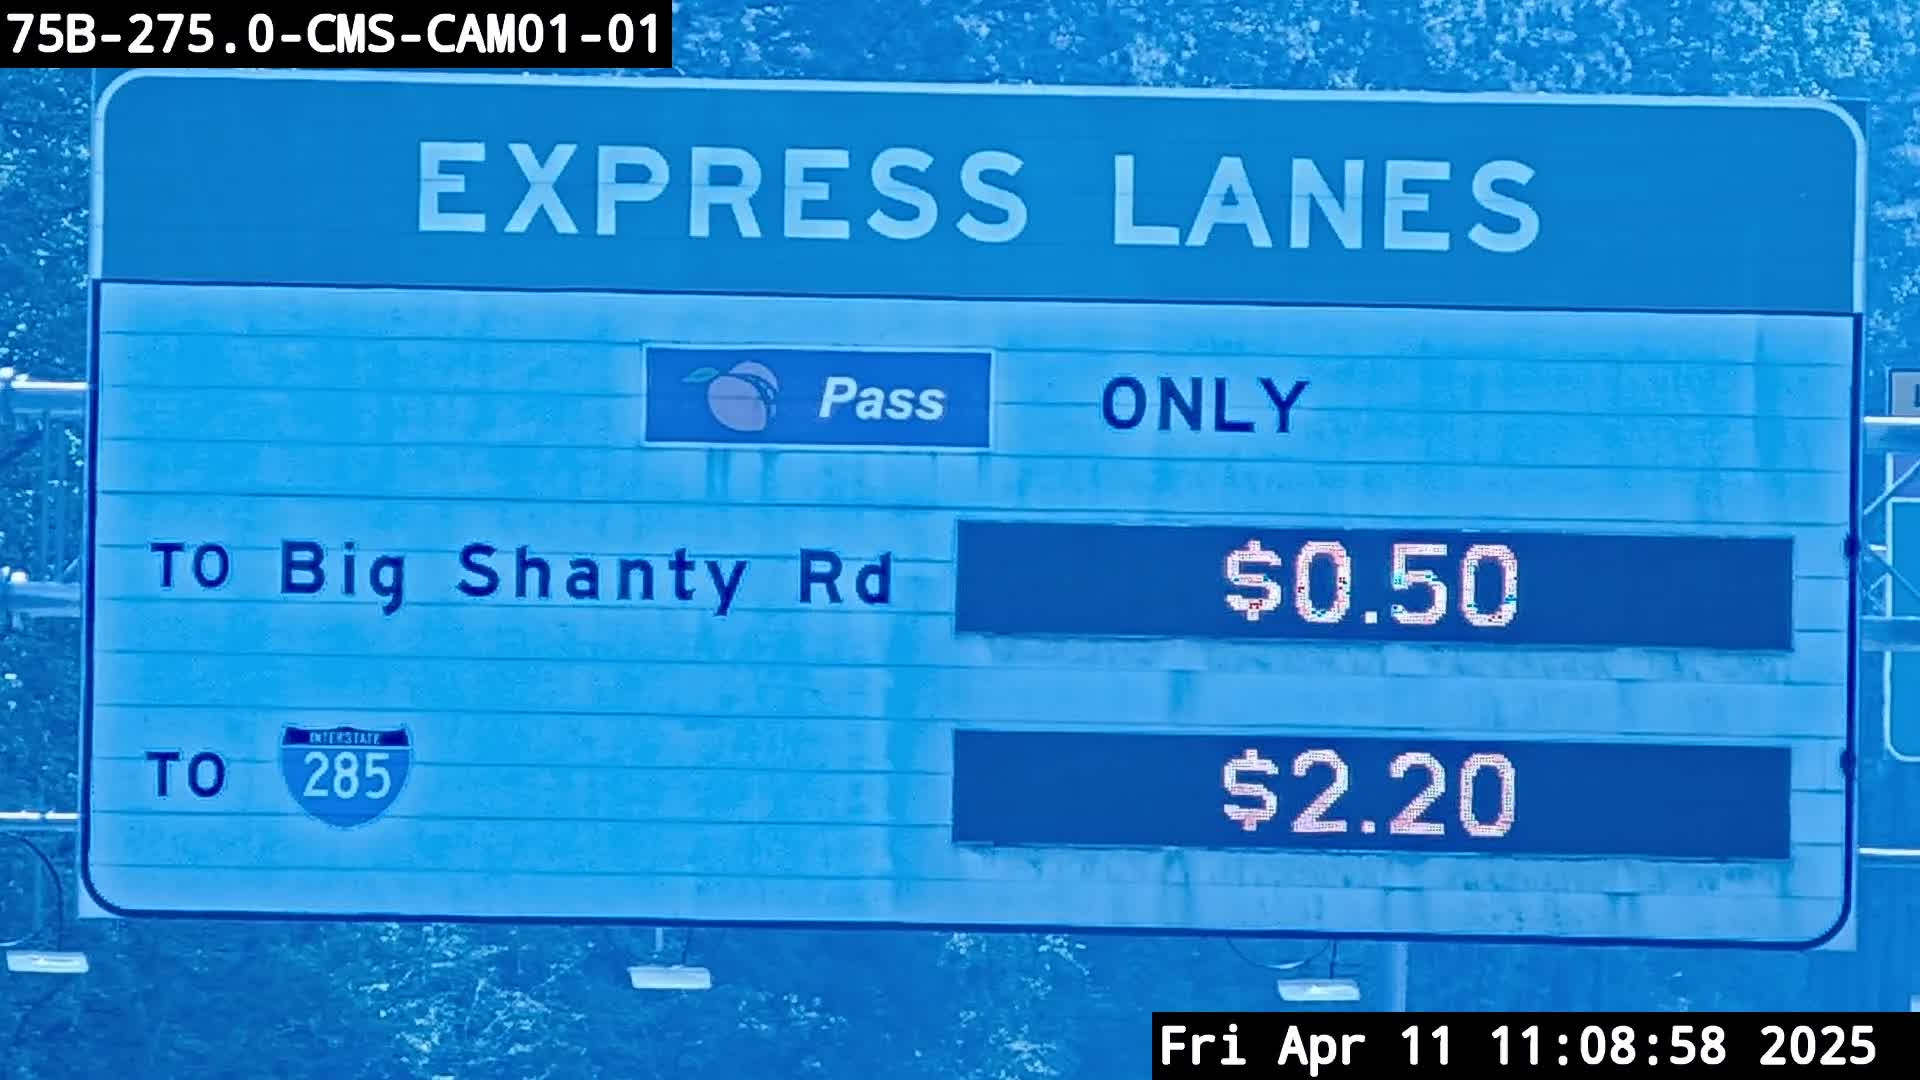 75B-275.0-CMS-CAM01-01
EXPRESS LANES
Pass ONLY
TO Big Shanty Rd $0.50
TO INTERSTATE 285 $2.20
Fri Apr 11 11:08:58 2025